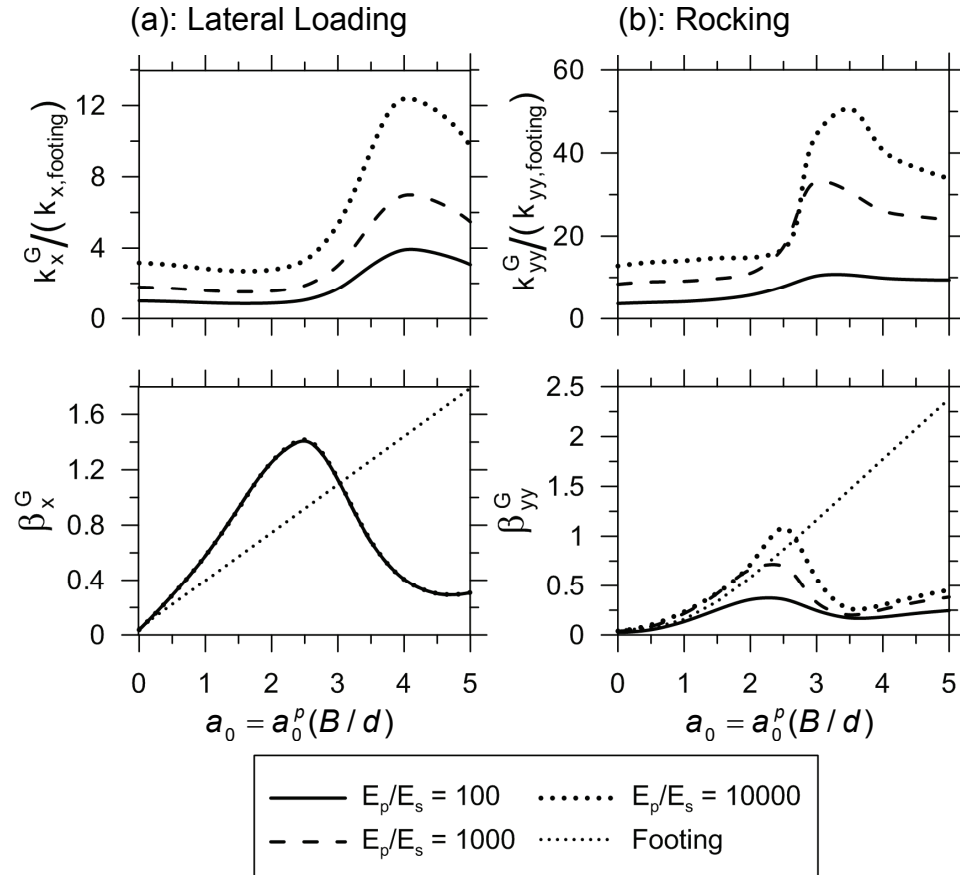 (a): Lateral Loading
(b): Rocking
k_x^G/(k_x,footing)
12
8
4
0
k_yy^G/(k_yy,footing)
60
50
40
30
20
10
0
β_x^G
1.6
1.2
0.8
0.4
0
0 1 2 3 4 5
a_0 = a_0^p (B / d)
β_yy^G
2.5
2
1.5
1
0.5
0
0 1 2 3 4 5
a_0 = a_0^p (B / d)
E_p/E_s = 100
E_p/E_s = 10000
E_p/E_s = 1000
Footing